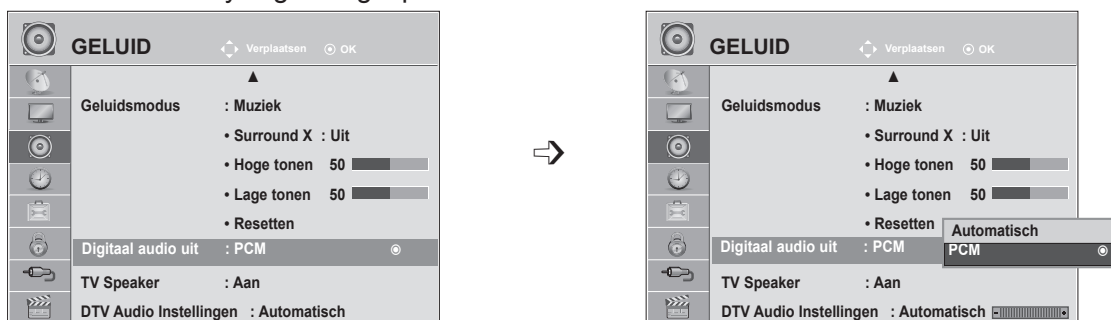 GELUID Verplaatsen OK
Geluidsmodus : Muziek
• Surround X : Uit
• Hoge tonen 50
• Lage tonen 50
• Resetten
Digitaal audio uit : PCM
TV Speaker : Aan
DTV Audio Instellingen : Automatisch
GELUID Verplaatsen OK
Geluidsmodus : Muziek
• Surround X : Uit
• Hoge tonen 50
• Lage tonen 50
• Resetten
Automatisch
Digitaal audio uit : PCM
PCM
TV Speaker : Aan
DTV Audio Instellingen : Automatisch